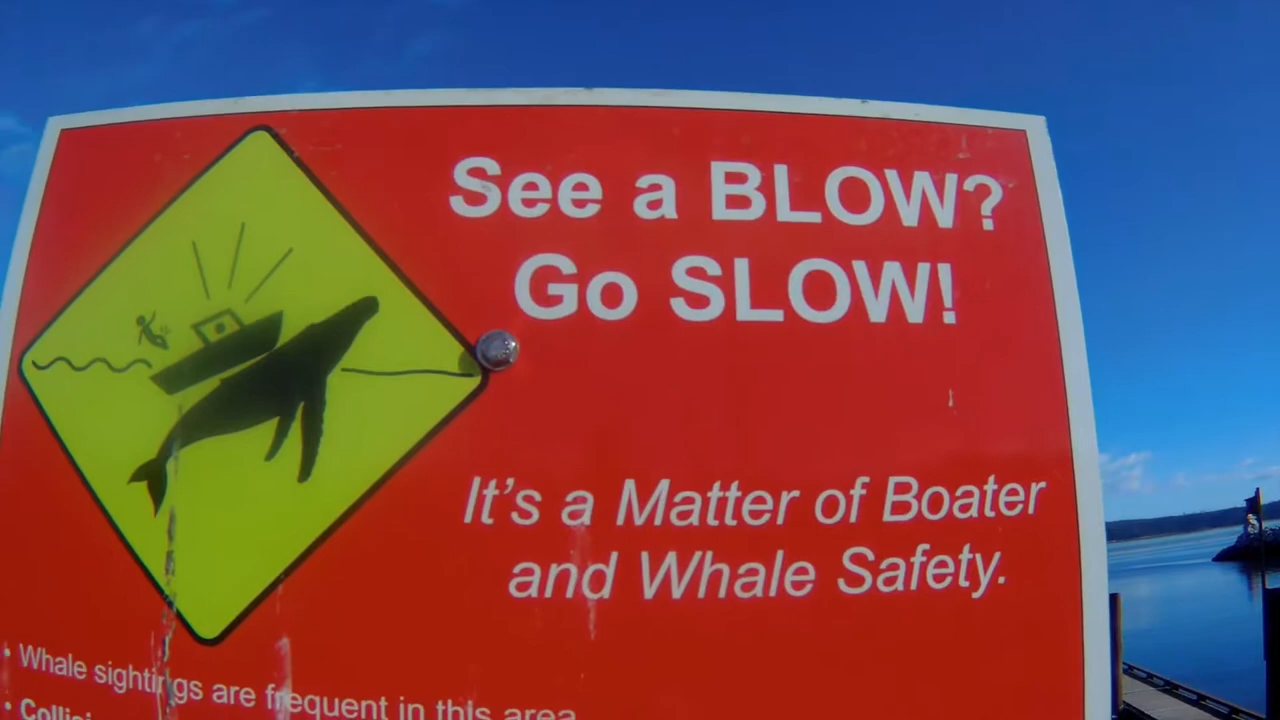 See a BLOW?
Go SLOW!
It's a Matter of Boater
and Whale Safety.
• Whale sightings are frequent in this area